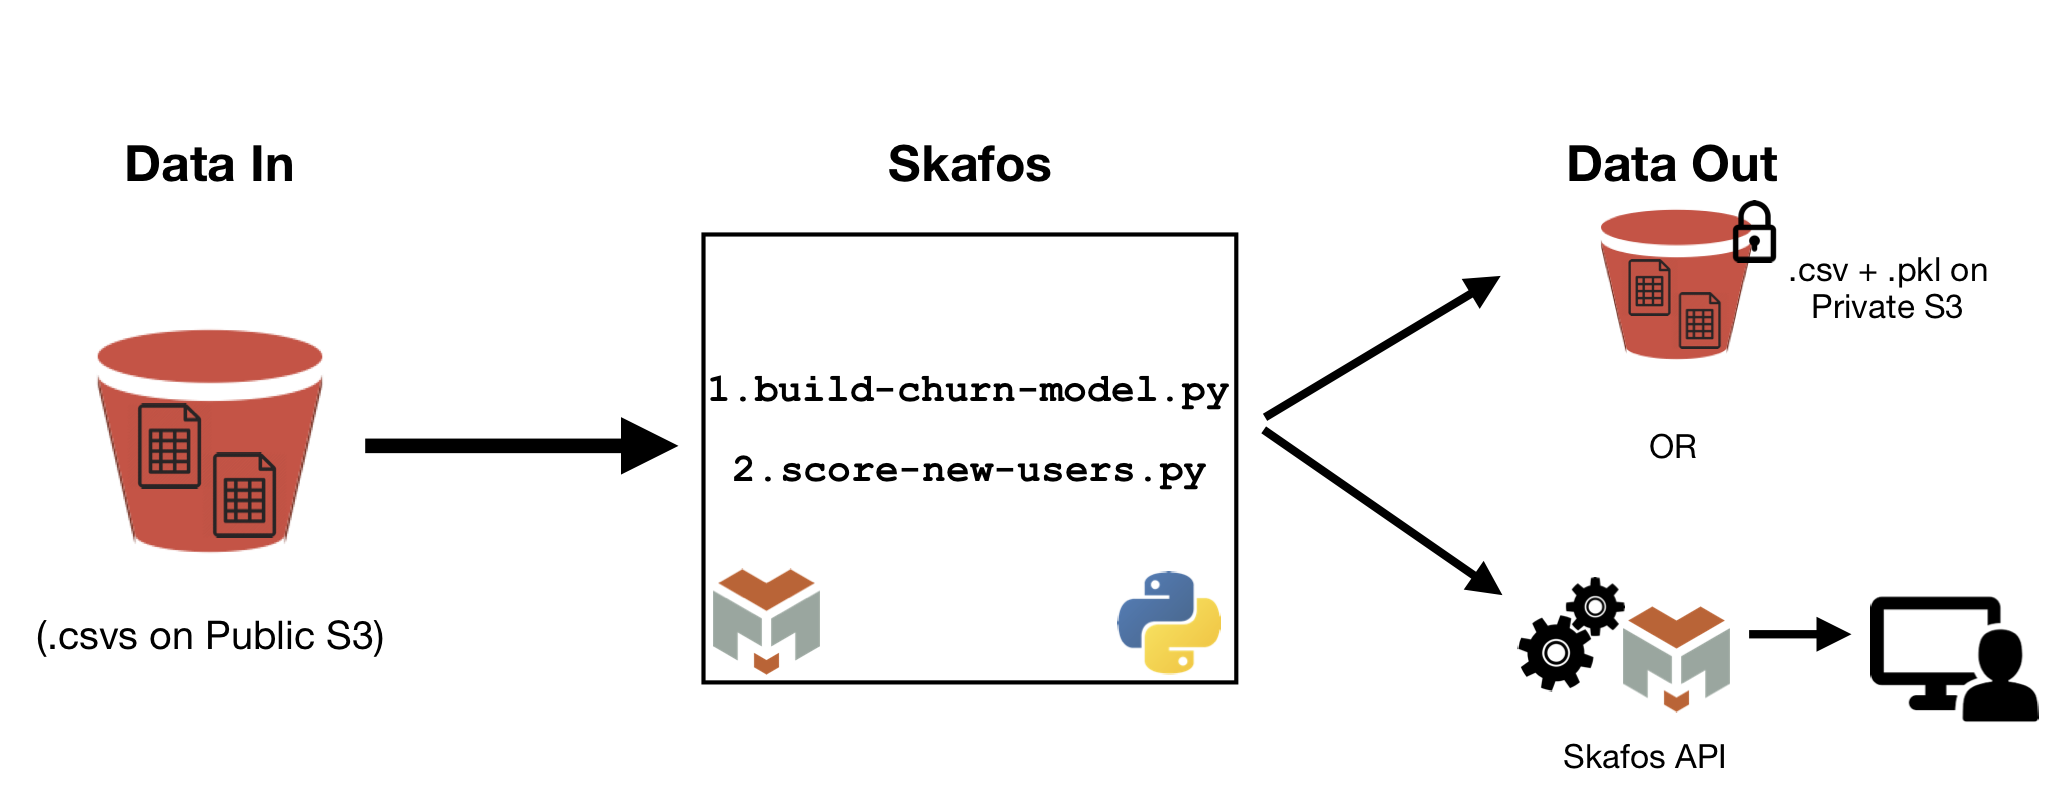 Data In
Skafos
Data Out
.csv + .pkl on
Private S3
1.build-churn-model.py
OR
2.score-new-users.py
(.csvs on Public S3)
Skafos API